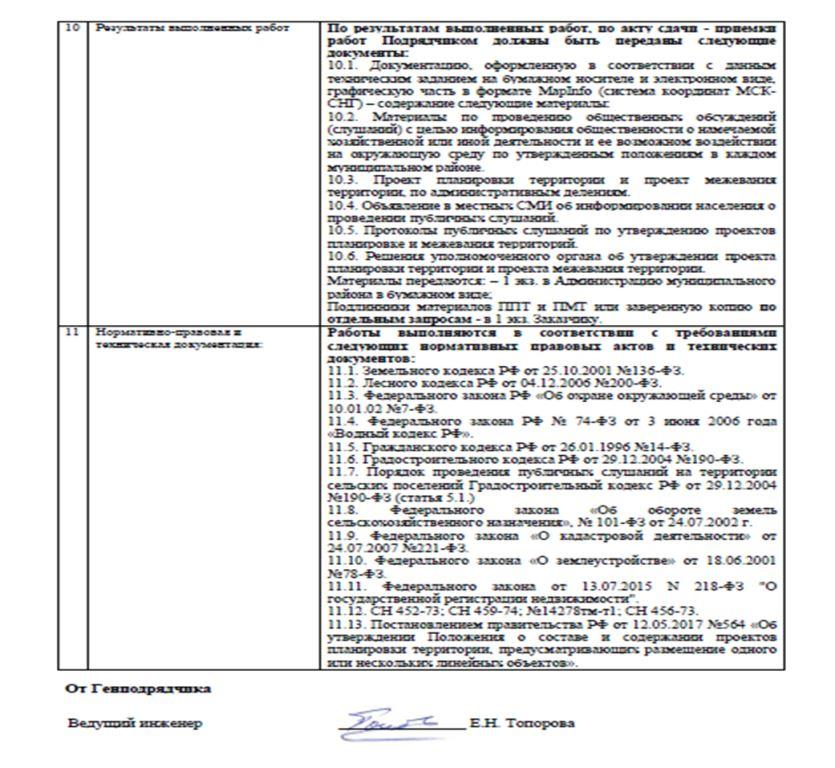 10 Результаты выполненных работ
По результатам выполненных работ, по акту сдачи - приемки
работ Подрядчиком должны быть переданы следующие
документы:
10.1. Документацию, оформленную в соответствии с данным
техническим заданием на бумажном носителе и электронном виде,
графическую часть в формате MapInfo (система координат МСК-
СНГ) – содержание следующие материалы:
10.2. Материалы по проведению общественных обсуждений
(слушаний) с целью информирования общественности о намечаемой
хозяйственной или иной деятельности и ее возможном воздействии
на окружающую среду по утвержденным положениям в каждом
муниципальном районе.
10.3. Проект планировки территории и проект межевания
территории, по административным делениям.
10.4. Объявление в местных СМИ об информировании населения о
проведении публичных слушаний.
10.5. Протоколы публичных слушаний по утверждению проектов
планировке и межевания территорий.
10.6. Решения уполномоченного органа об утверждении проекта
планировки территории и проекта межевания территории.
Материалы передаются: – 1 экз. в Администрацию муниципального
района в бумажном виде;
Подлинники материалов ППТ и ПМТ или заверенную копию по
отдельным запросам - в 1 экз. Заказчику.
11 Нормативно-правовая и
техническая документация:
Работы выполняются в соответствии с требованиями
следующих нормативных правовых актов и технических
документов:
11.1. Земельного кодекса РФ от 25.10.2001 №136-ФЗ.
11.2. Лесного кодекса РФ от 04.12.2006 №200-ФЗ.
11.3. Федерального закона РФ «Об охране окружающей среды» от
10.01.02 №7-ФЗ.
11.4. Федерального закона РФ № 74-ФЗ от 3 июня 2006 года
«Водный кодекс РФ».
11.5. Гражданского кодекса РФ от 26.01.1996 №14-ФЗ.
11.6. Градостроительного кодекса РФ от 29.12.2004 №190-ФЗ.
11.7. Порядок проведения публичных слушаний на территории
сельских поселений Градостроительный кодекс РФ от 29.12.2004
№190-ФЗ (статья 5.1.)
11.8. Федерального закона «Об обороте земель
сельскохозяйственного назначения», № 101-ФЗ от 24.07.2002 г.
11.9. Федерального закона «О кадастровой деятельности» от
24.07.2007 №221-ФЗ.
11.10. Федерального закона «О землеустройстве» от 18.06.2001
№78-ФЗ.
11.11. Федерального закона от 13.07.2015 N 218-ФЗ "О
государственной регистрации недвижимости".
11.12. СН 452-73; СН 459-74; №14278тм-т1; СН 456-73.
11.13. Постановлением правительства РФ от 12.05.2017 №564 «Об
утверждении Положения о составе и содержании проектов
планировки территории, предусматривающих размещение одного
или нескольких линейных объектов».
От Генподрядчика
Ведущий инженер Е.Н. Топорова